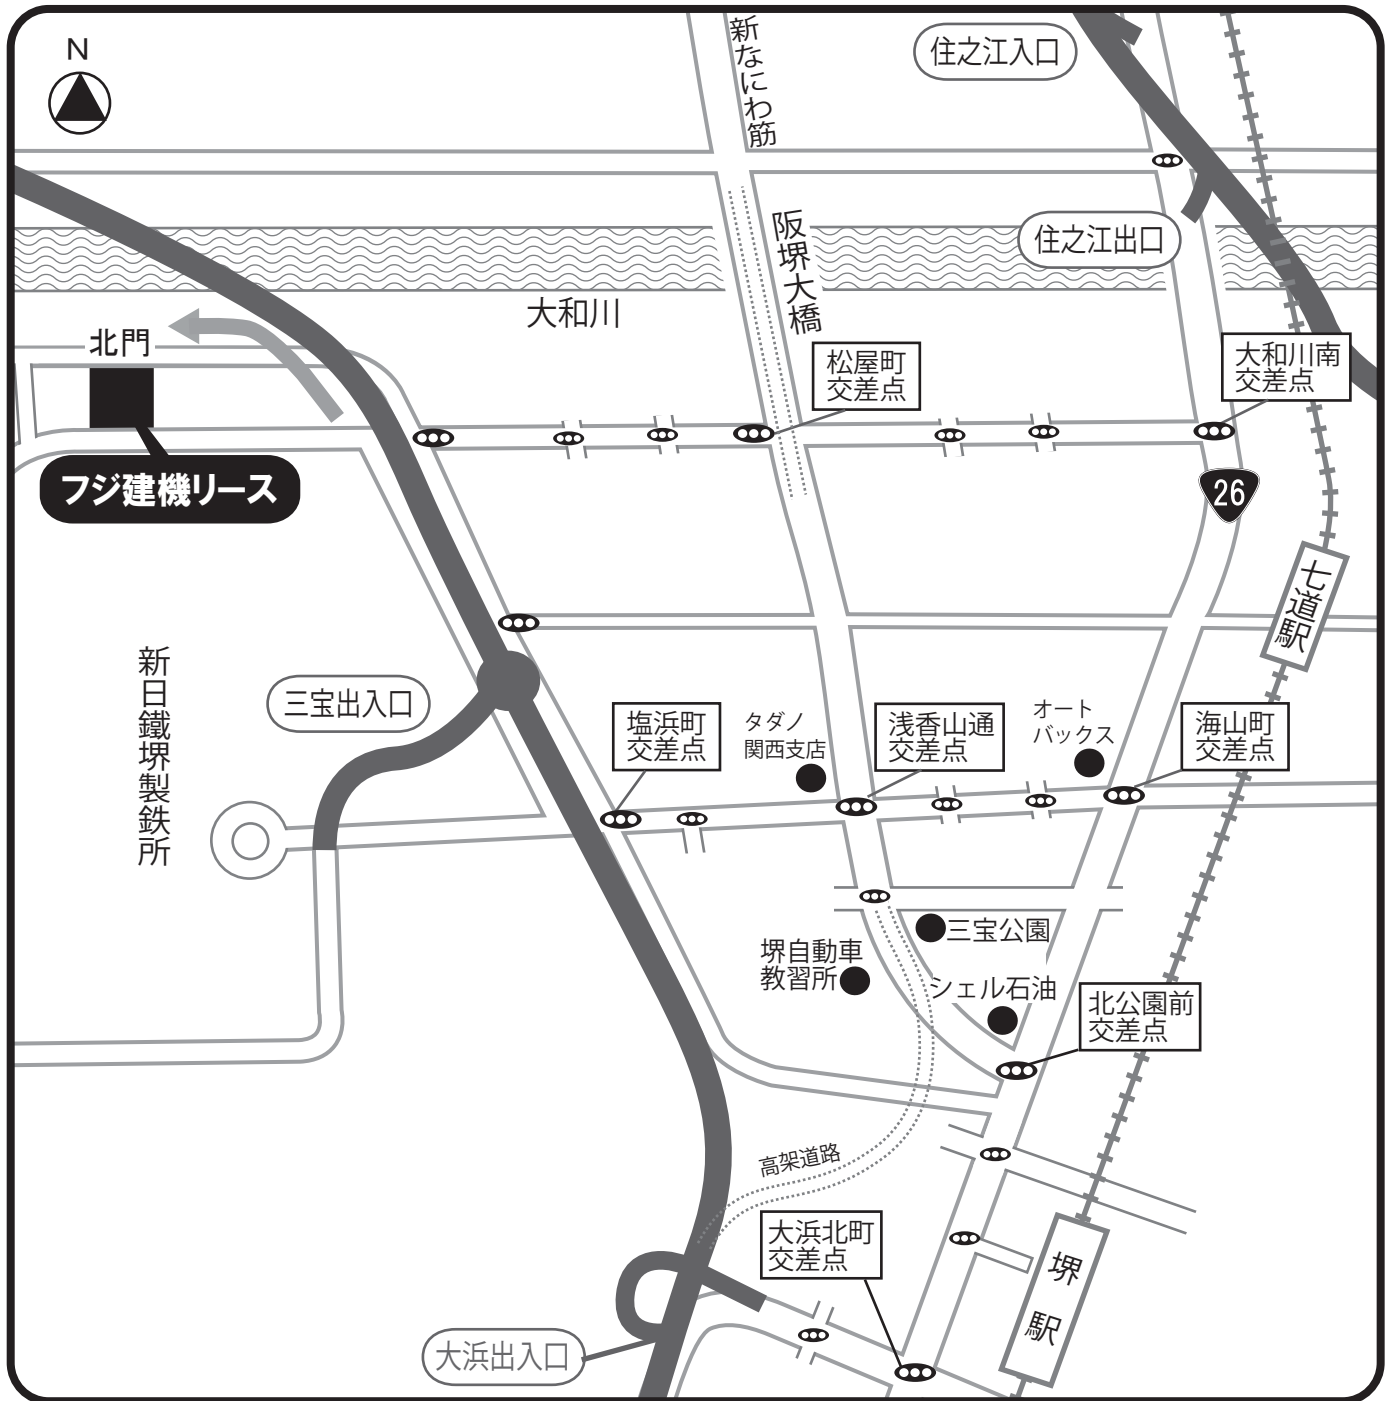 N
新なにわ筋
住之江入口
阪堺大橋
住之江出口
大和川
北門
松屋町
交差点
大和川南
交差点
フジ建機リース
26
七道駅
新日鐵堺製鉄所
三宝出入口
塩浜町
交差点
タダノ
関西支店
浅香山通
交差点
オート
バックス
海山町
交差点
三宝公園
堺自動車
教習所
シェル石油
北公園前
交差点
高架道路
大浜北町
交差点
堺駅
大浜出入口